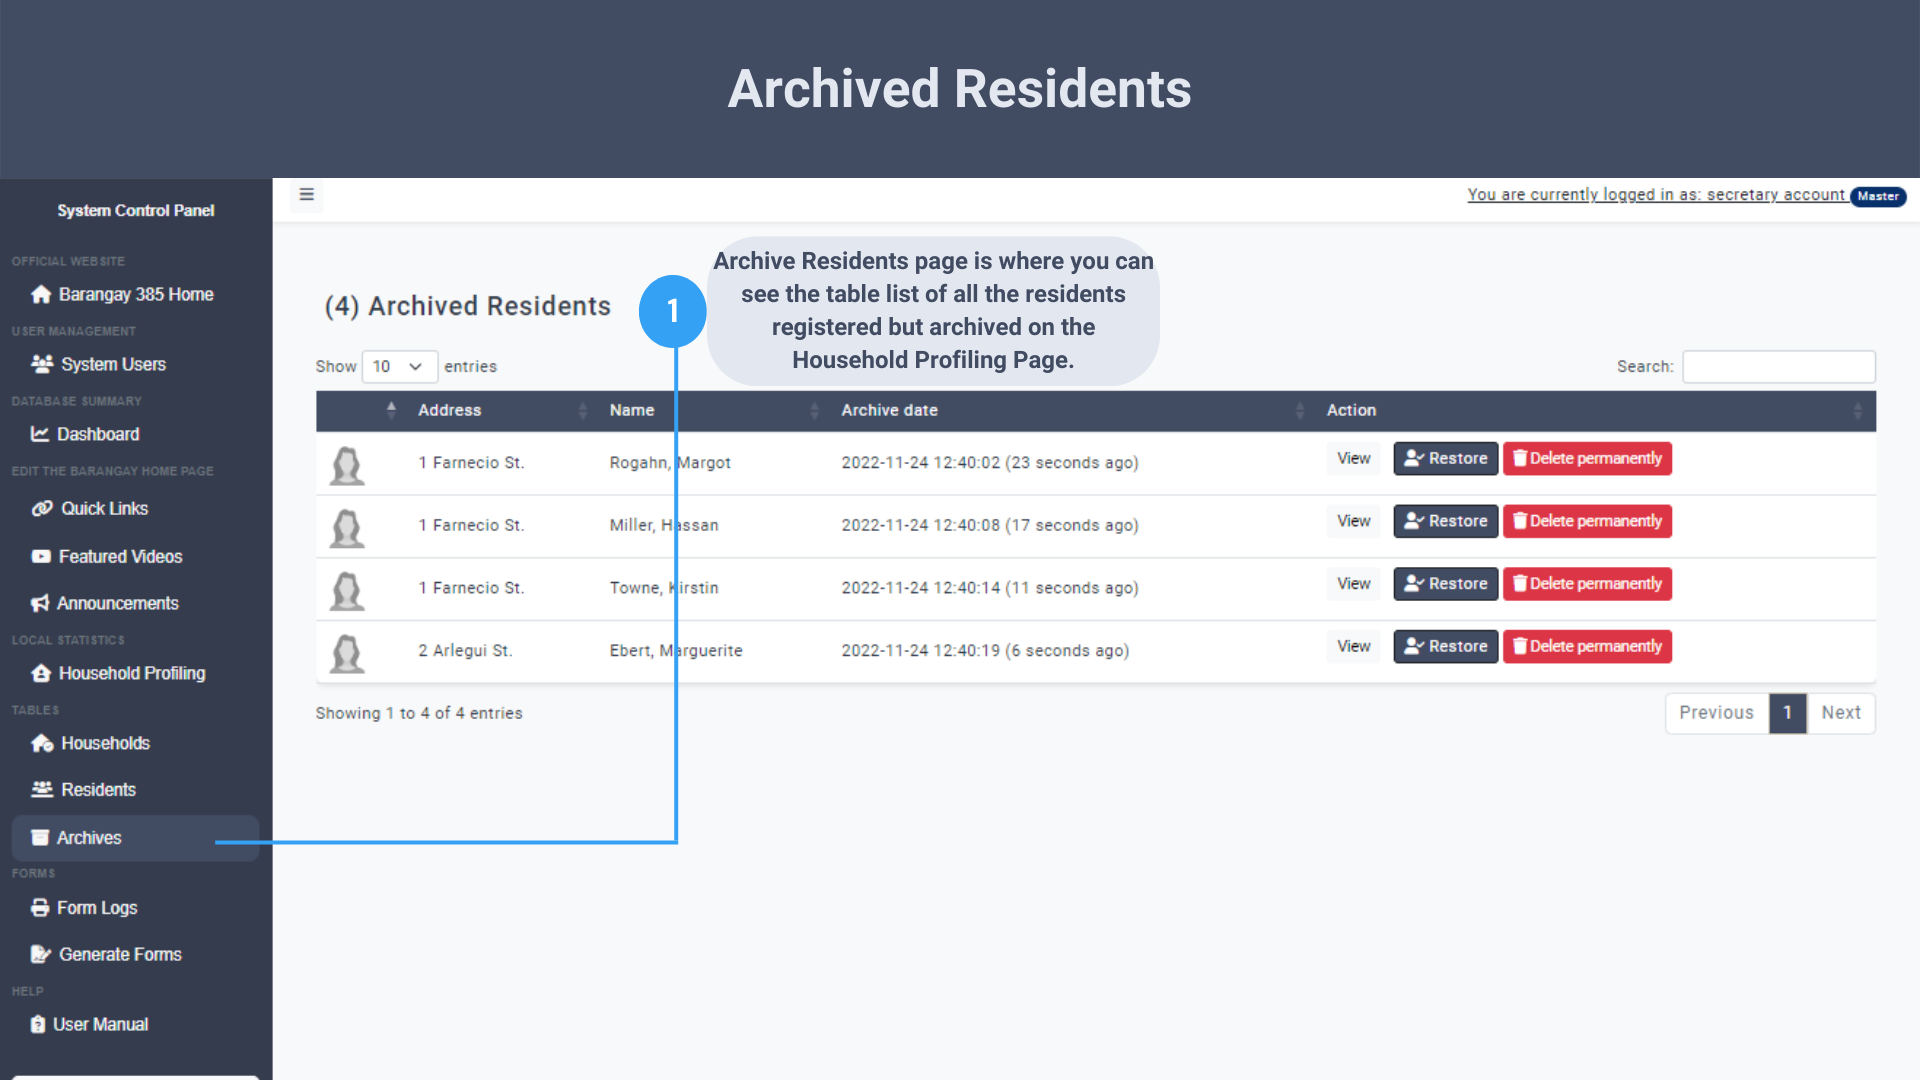 Archived Residents
System Control Panel
You are currently logged in as: secretary account Master
OFFICIAL WEBSITE
Barangay 385 Home
USER MANAGEMENT
System Users
DATABASE SUMMARY
Dashboard
EDIT THE BARANGAY HOME PAGE
Quick Links
Featured Videos
Announcements
LOCAL STATISTICS
Household Profiling
TABLES
Households
Residents
Archives
FORMS
Form Logs
Generate Forms
HELP
User Manual
(4) Archived Residents
1
Archive Residents page is where you can
see the table list of all the residents
registered but archived on the
Household Profiling Page.
Show 10 entries
Search:
Address Name Archive date Action
1 Farnecio St. Rogahn, Margot 2022-11-24 12:40:02 (23 seconds ago) View Restore Delete permanently
1 Farnecio St. Miller, Hassan 2022-11-24 12:40:08 (17 seconds ago) View Restore Delete permanently
1 Farnecio St. Towne, Kirstin 2022-11-24 12:40:14 (11 seconds ago) View Restore Delete permanently
2 Arlegui St. Ebert, Marguerite 2022-11-24 12:40:19 (6 seconds ago) View Restore Delete permanently
Showing 1 to 4 of 4 entries
Previous 1 Next